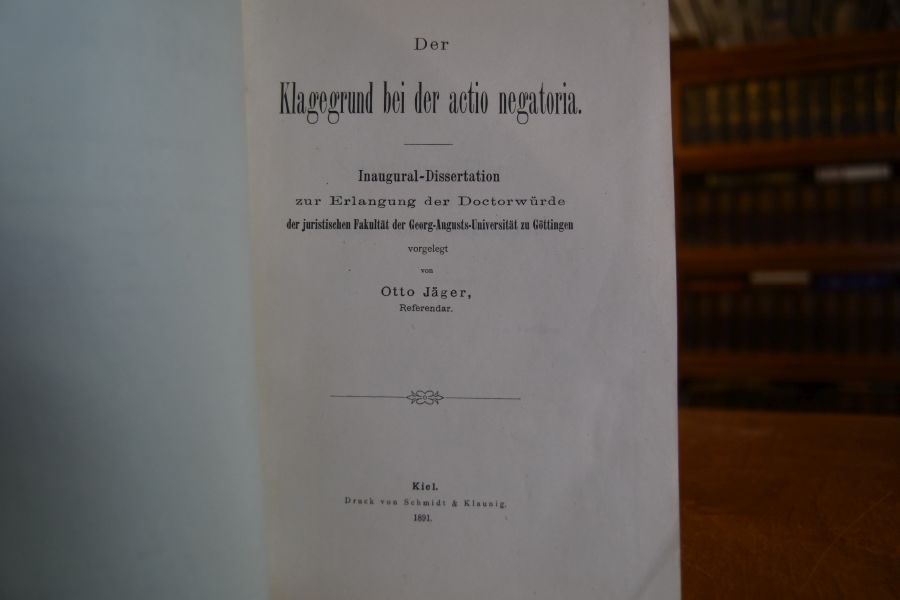 Der
Klagegrund bei der actio negatoria.
Inaugural-Dissertation
zur Erlangung der Doctorwürde
der juristischen Fakultät der Georg-Augusts-Universität zu Göttingen
vorgelegt
von
Otto Jäger,
Referendar.
Kiel.
Druck von Schmidt & Klaunig.
1891.